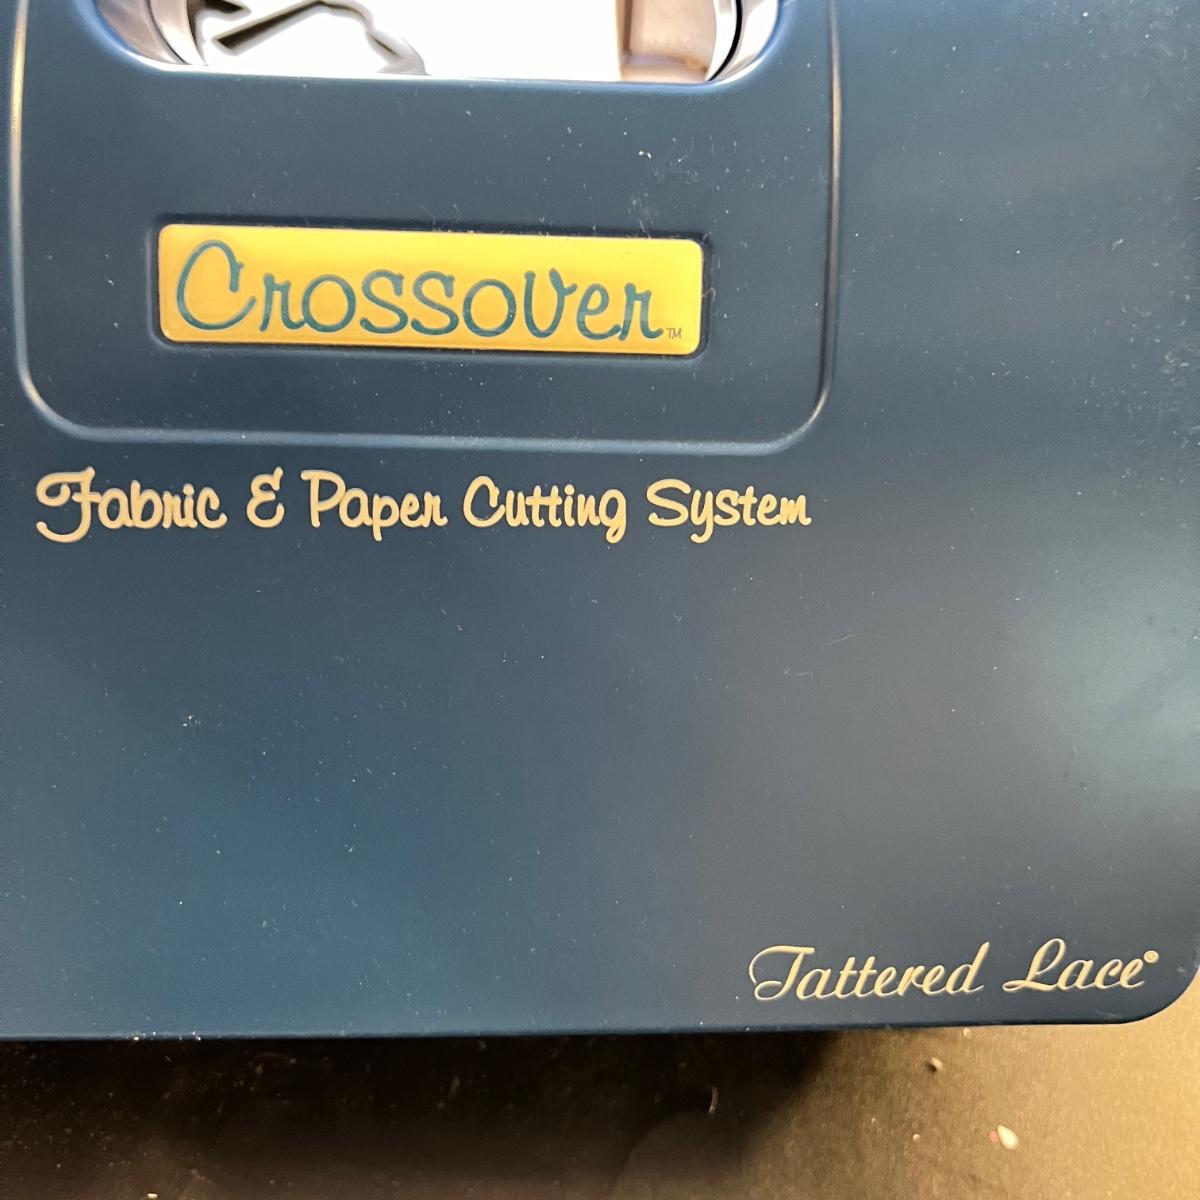 Crossover™
Fabric & Paper Cutting System
Tattered Lace®